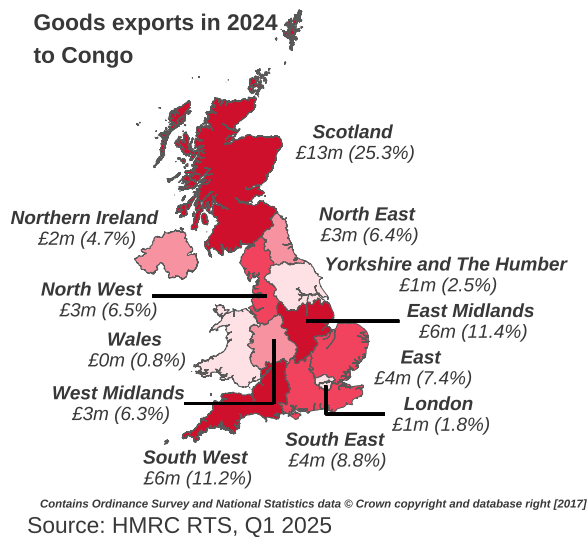 Goods exports in 2024
to Congo
Scotland
£13m (25.3%)
Northern Ireland
£2m (4.7%)
North East
£3m (6.4%)
Yorkshire and The Humber
£1m (2.5%)
North West
£3m (6.5%)
East Midlands
£6m (11.4%)
Wales
£0m (0.8%)
East
£4m (7.4%)
West Midlands
£3m (6.3%)
London
£1m (1.8%)
South East
£4m (8.8%)
South West
£6m (11.2%)
Contains Ordinance Survey and National Statistics data © Crown copyright and database right [2017]
Source: HMRC RTS, Q1 2025